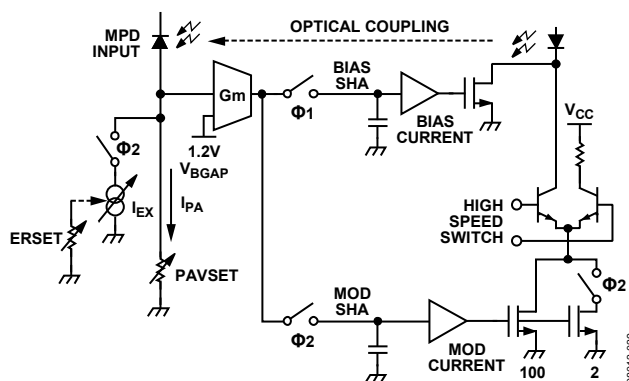 MPD
INPUT
OPTICAL COUPLING
Gm
Φ1
BIAS
SHA
BIAS
CURRENT
VCC
Φ2
1.2V
VBGAP
IEX
IPA
ERSET
PAVSET
HIGH
SPEED
SWITCH
Φ2
MOD
SHA
MOD
CURRENT
Φ2
100
2